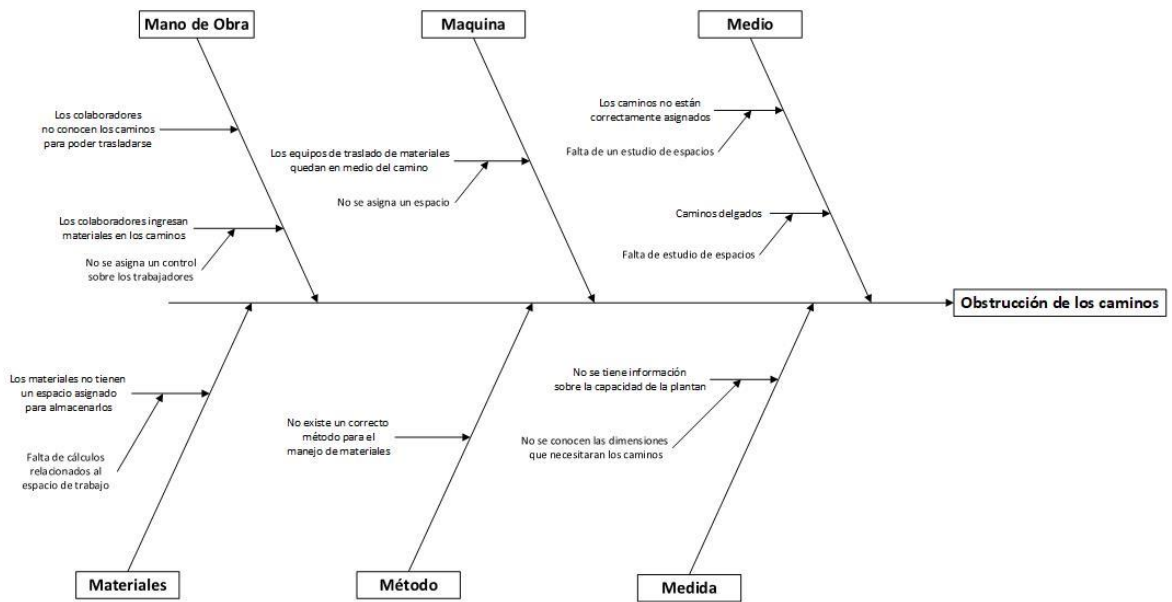 Mano de Obra
Maquina
Medio
Los colaboradores
no conocen los caminos
para poder trasladarse
Los colaboradores ingresan
materiales en los caminos
No se asigna un control
sobre los trabajadores
Los equipos de traslado de materiales
quedan en medio del camino
No se asigna un espacio
Los caminos no están
correctamente asignados
Falta de un estudio de espacios
Caminos delgados
Falta de estudio de espacios
Obstrucción de los caminos
Los materiales no tienen
un espacio asignado
para almacenarlos
Falta de cálculos
relacionados al
espacio de trabajo
No existe un correcto
método para el
manejo de materiales
No se tiene información
sobre la capacidad de la plantan
No se conocen las dimensiones
que necesitaran los caminos
Materiales
Método
Medida